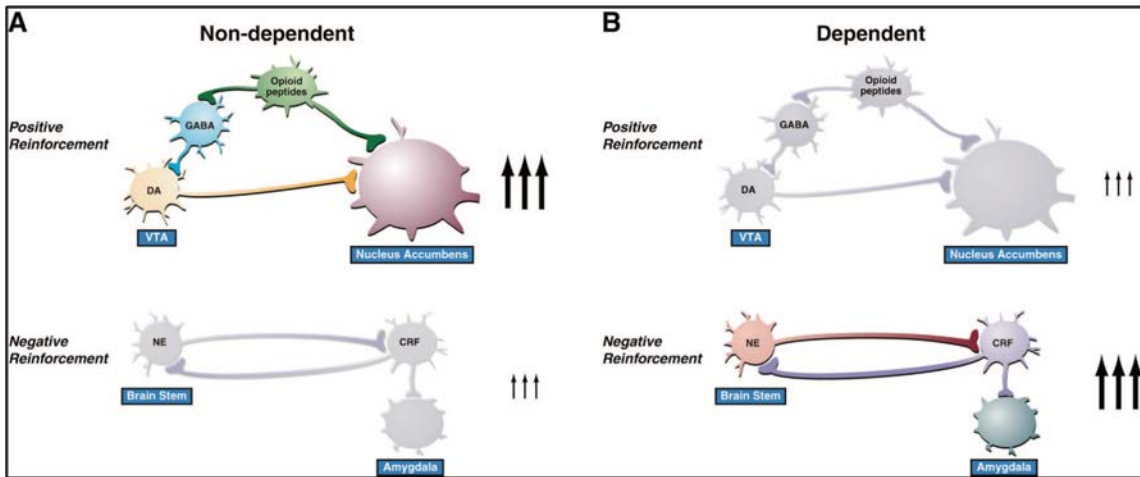 A
Non-dependent
Positive
Reinforcement
Opioid
peptides
GABA
DA
VTA
Nucleus Accumbens
Negative
Reinforcement
NE
CRF
Brain Stem
Amygdala
B
Dependent
Positive
Reinforcement
Opioid
peptides
GABA
DA
VTA
Nucleus Accumbens
Negative
Reinforcement
NE
CRF
Brain Stem
Amygdala